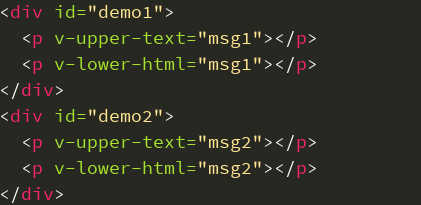 <div id="demo1">
  <p v-upper-text="msg1"></p>
  <p v-lower-html="msg1"></p>
</div>
<div id="demo2">
  <p v-upper-text="msg2"></p>
  <p v-lower-html="msg2"></p>
</div>